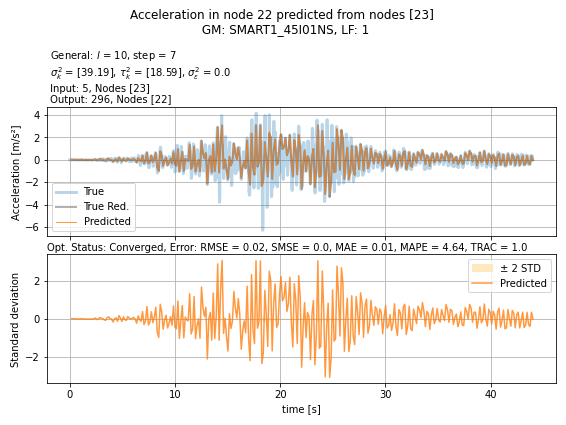 Acceleration in node 22 predicted from nodes [23]
GM: SMART1_45I01NS, LF: 1
General: l = 10, step = 7
σ²ₖ = [39.19], τ²ₖ = [18.59], σ²ε = 0.0
Input: 5, Nodes [23]
Output: 296, Nodes [22]
Acceleration [m/s²]
4
2
0
−2
−4
−6
True
True Red.
Predicted
Opt. Status: Converged, Error: RMSE = 0.02, SMSE = 0.0, MAE = 0.01, MAPE = 4.64, TRAC = 1.0
Standard deviation
2
0
−2
± 2 STD
Predicted
0 10 20 30 40
time [s]